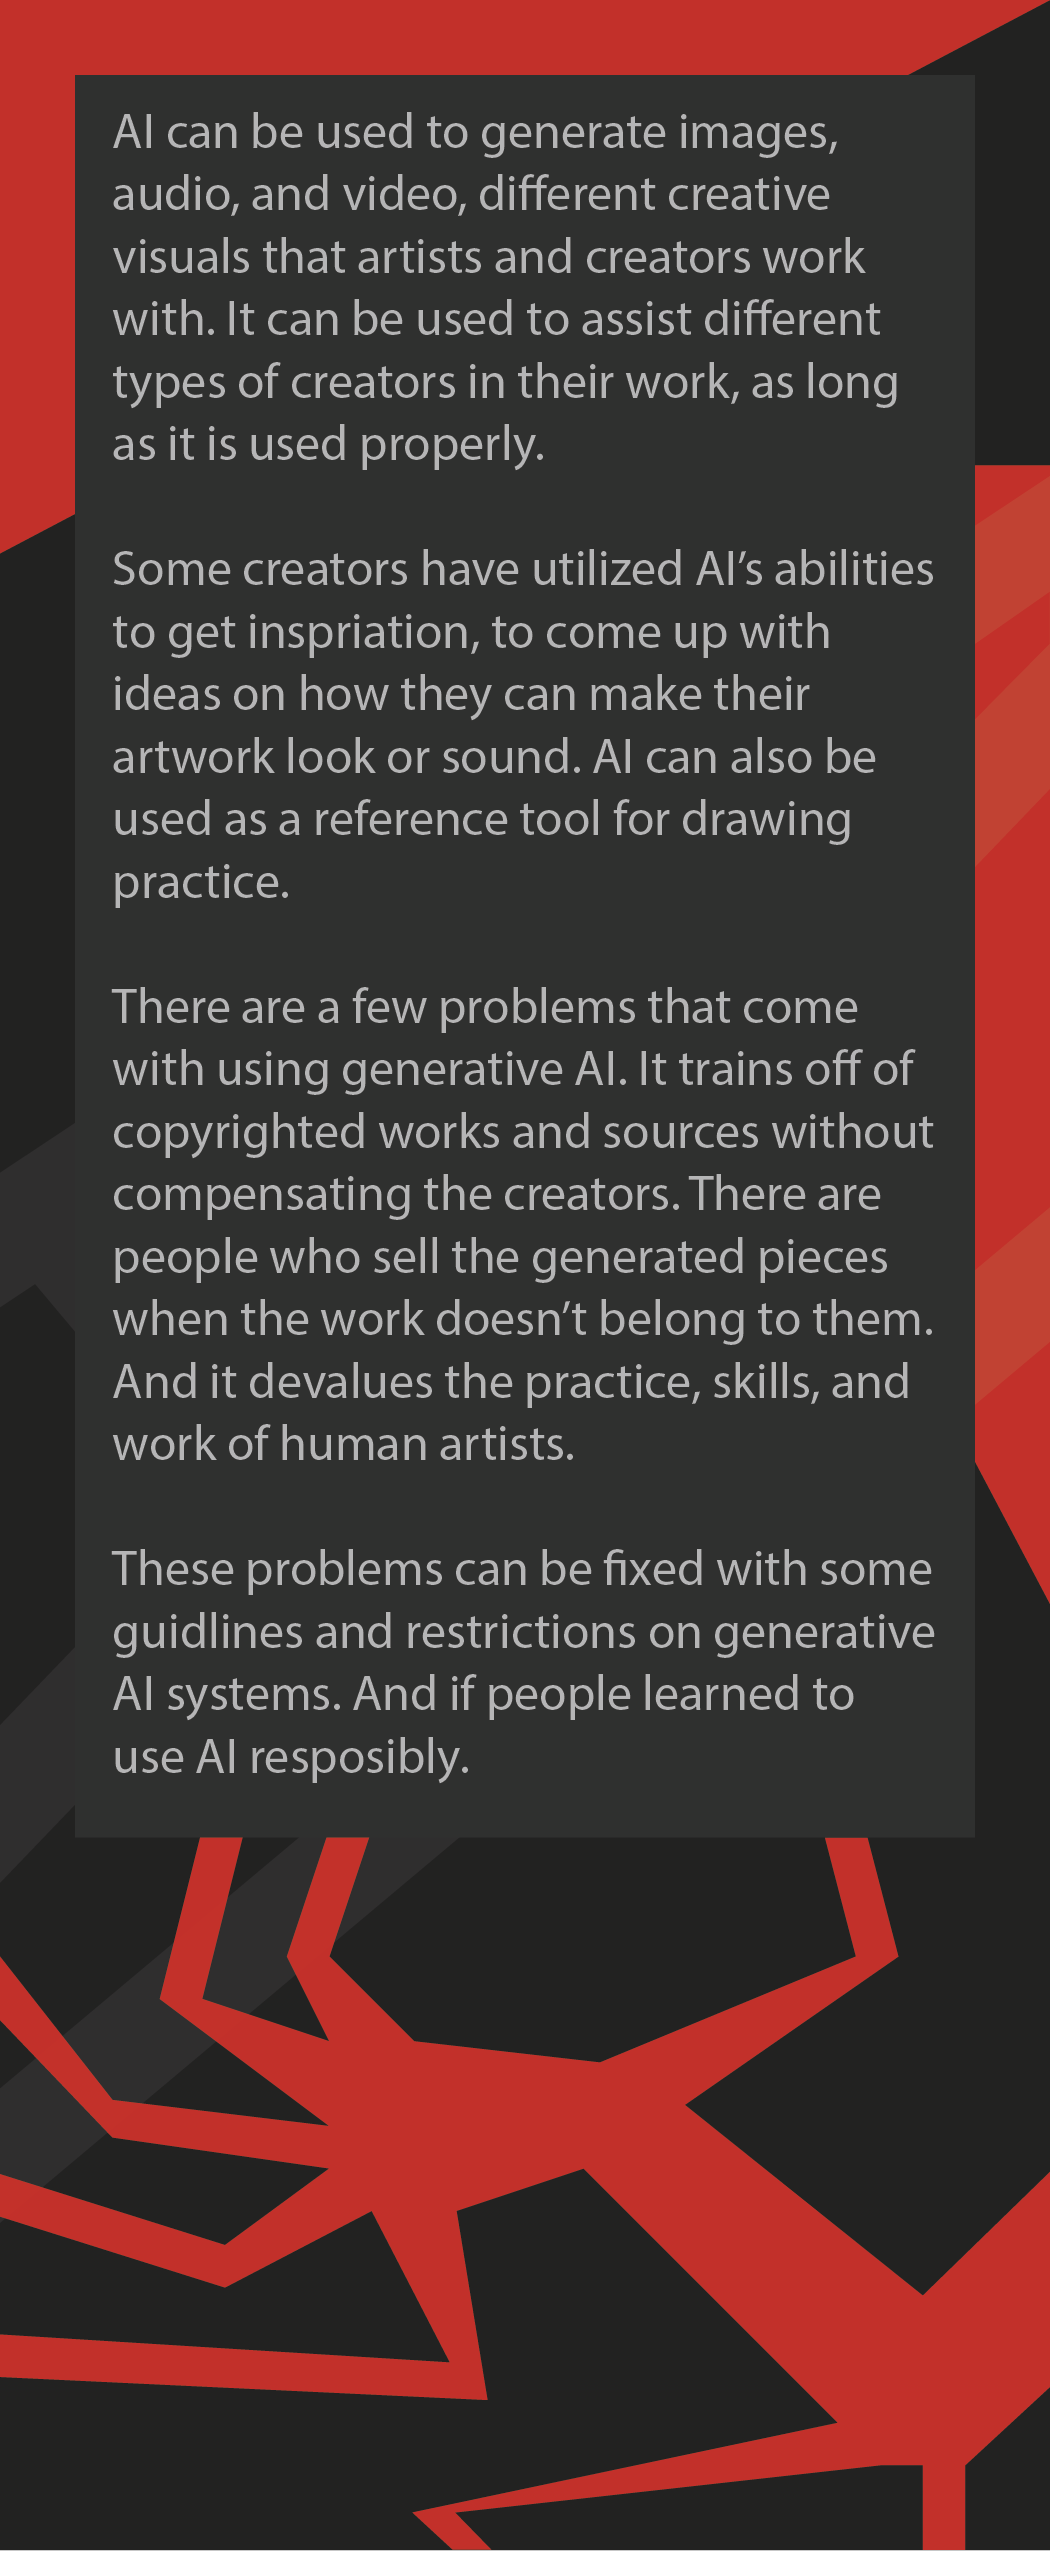 AI can be used to generate images,
audio, and video, different creative
visuals that artists and creators work
with. It can be used to assist different
types of creators in their work, as long
as it is used properly.
Some creators have utilized AI’s abilities
to get inspriation, to come up with
ideas on how they can make their
artwork look or sound. AI can also be
used as a reference tool for drawing
practice.
There are a few problems that come
with using generative AI. It trains off of
copyrighted works and sources without
compensating the creators. There are
people who sell the generated pieces
when the work doesn’t belong to them.
And it devalues the practice, skills, and
work of human artists.
These problems can be fixed with some
guidlines and restrictions on generative
AI systems. And if people learned to
use AI resposibly.